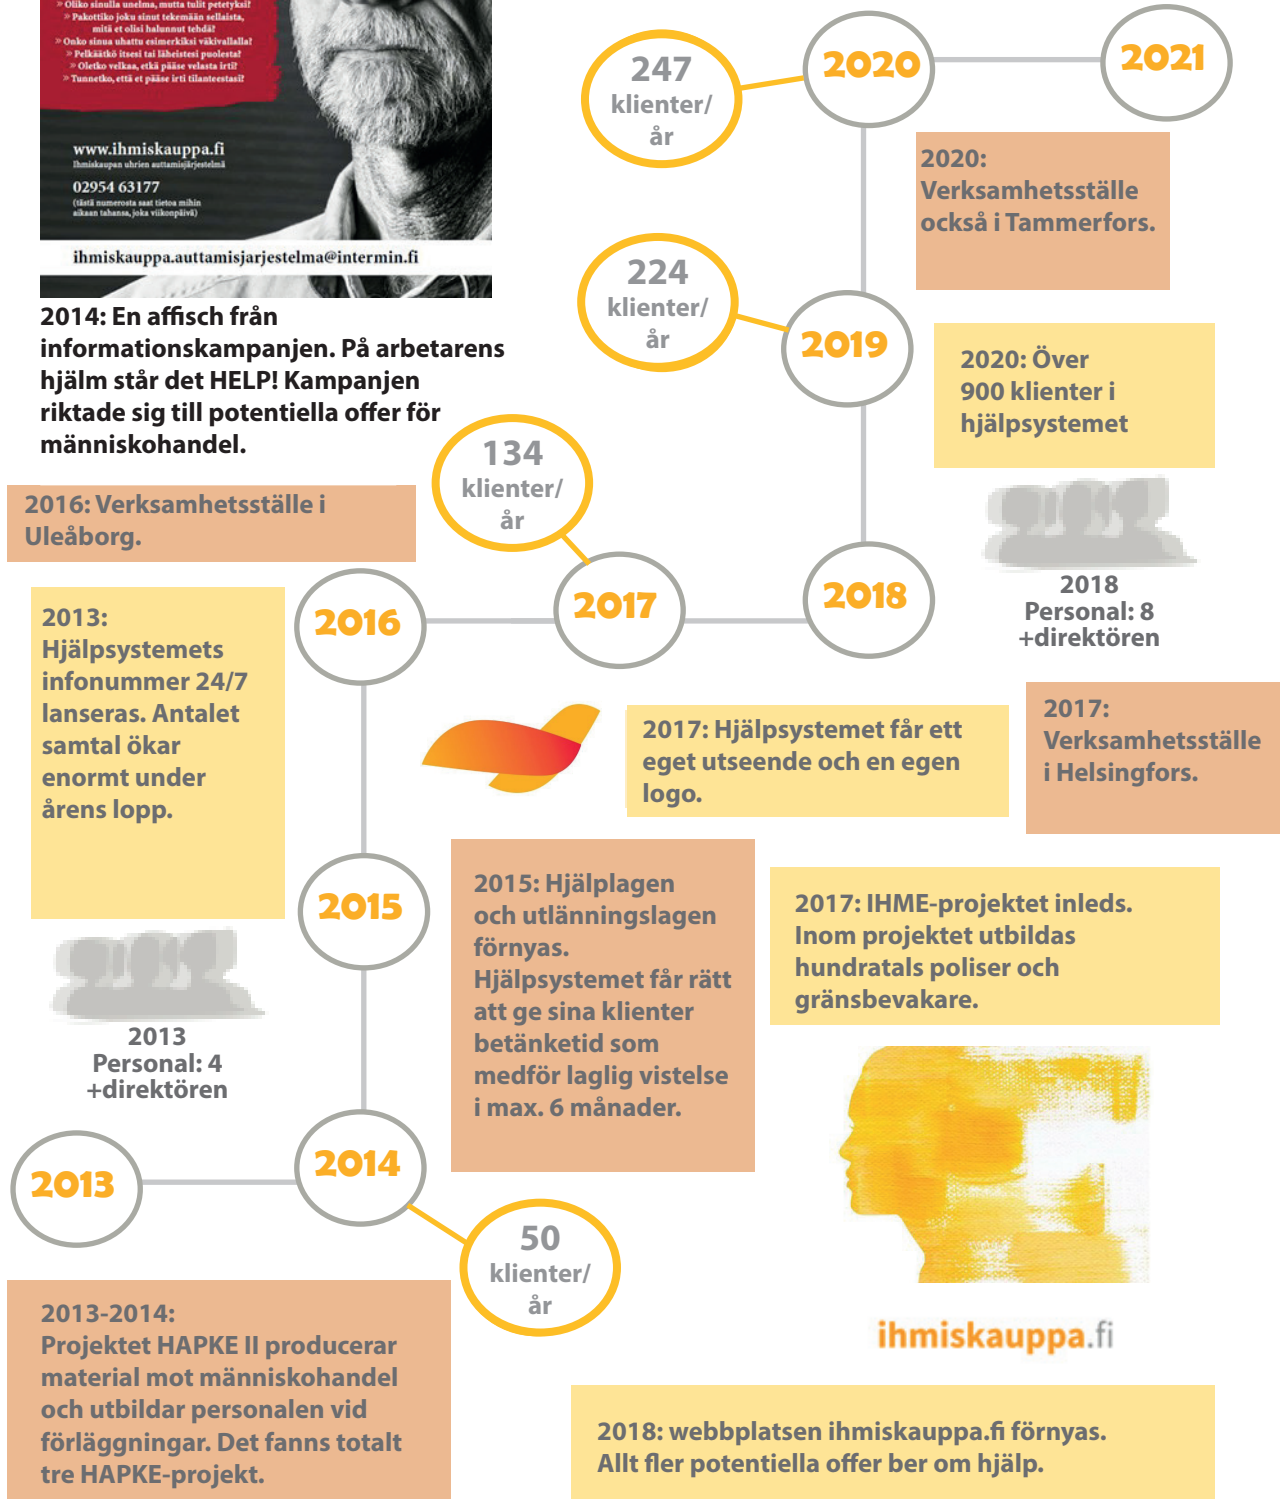 » Oliko sinulla unelma, mutta tulit petetyksi?
» Pakottiko joku sinut tekemään sellaista,
mitä et olisi halunnut tehdä?
» Onko sinua uhattu esimerkiksi väkivallalla?
» Pelkäätkö itsesi tai läheistesi puolesta?
» Oletko velkaa, etkä pääse velasta irti?
» Tunnetko, että et pääse irti tilanteestasi?
www.ihmiskauppa.fi
Ihmiskaupan uhrien auttamisjärjestelmä
02954 63177
(tästä numerosta saat tietoa mihin
aikaan tahansa, joka viikonpäivä)
ihmiskauppa.auttamisjarjestelma@intermin.fi
2014: En affisch från
informationskampanjen. På arbetarens
hjälm står det HELP! Kampanjen
riktade sig till potentiella offer för
människohandel.
247
klienter/
år
2020
2021
2020:
Verksamhetsställe
också i Tammerfors.
224
klienter/
år
2019
2020: Över
900 klienter i
hjälpsystemet
134
klienter/
år
2016: Verksamhetsställe i
Uleåborg.
2018
Personal: 8
+direktören
2016
2017
2018
2013:
Hjälpsystemets
infonummer 24/7
lanseras. Antalet
samtal ökar
enormt under
årens lopp.
2017: Hjälpsystemet får ett
eget utseende och en egen
logo.
2017:
Verksamhetsställe
i Helsingfors.
2015
2015: Hjälplagen
och utlänningslagen
förnyas.
Hjälpsystemet får rätt
att ge sina klienter
betänketid som
medför laglig vistelse
i max. 6 månader.
2017: IHME-projektet inleds.
Inom projektet utbildas
hundratals poliser och
gränsbevakare.
2013
Personal: 4
+direktören
2013
2014
50
klienter/
år
2013-2014:
Projektet HAPKE II producerar
material mot människohandel
och utbildar personalen vid
förläggningar. Det fanns totalt
tre HAPKE-projekt.
ihmiskauppa.fi
2018: webbplatsen ihmiskauppa.fi förnyas.
Allt fler potentiella offer ber om hjälp.